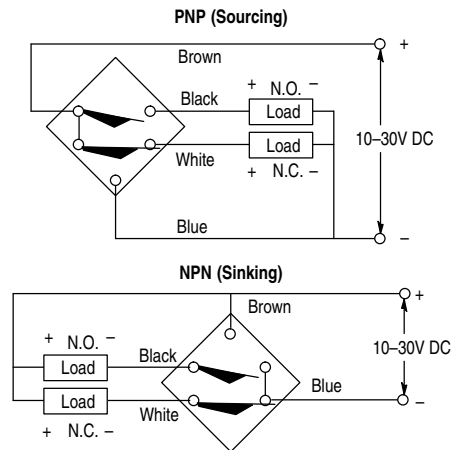 PNP (Sourcing)
Brown
+
+ N.O. –
Black
Load
10–30V DC
Load
White
+ N.C. –
Blue
–
NPN (Sinking)
+
Brown
+ N.O. –
Black
10–30V DC
Load
Blue
Load
White
–
+ N.C. –